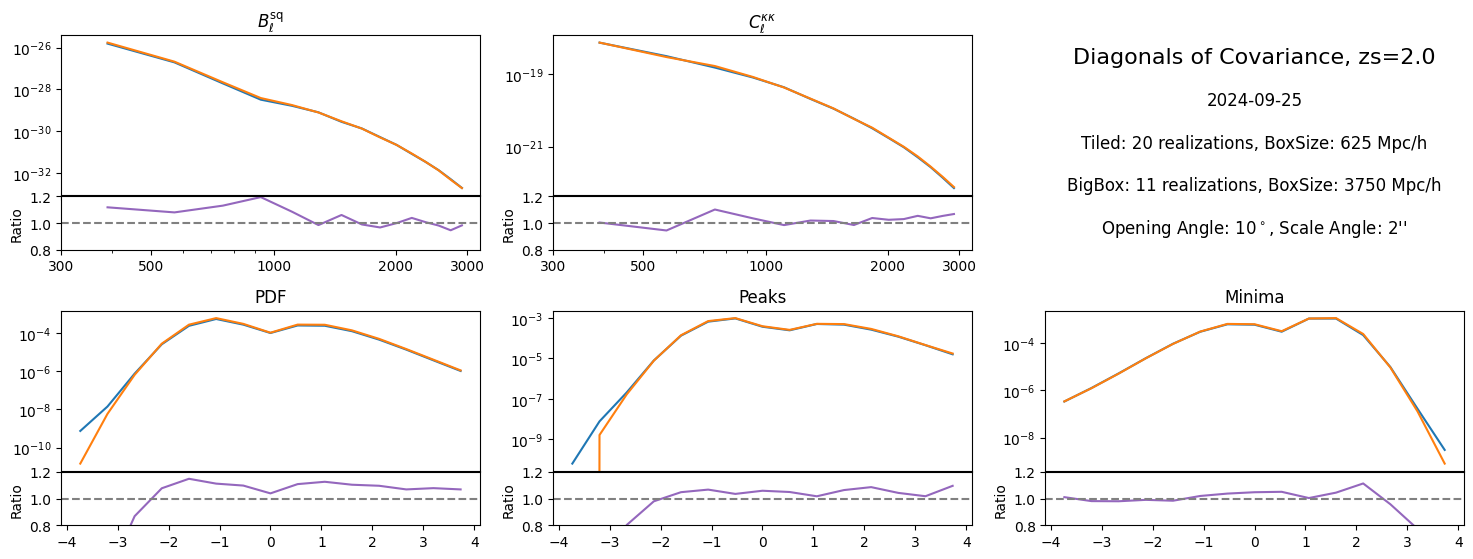 $B_\ell^{\mathrm{sq}}$
10^{-26}
10^{-28}
10^{-30}
10^{-32}
1.2
1.0
0.8
Ratio
300 500 1000 2000 3000
$C_\ell^{\kappa\kappa}$
10^{-19}
10^{-21}
1.2
1.0
0.8
Ratio
300 500 1000 2000 3000
Diagonals of Covariance, zs=2.0
2024-09-25
Tiled: 20 realizations, BoxSize: 625 Mpc/h
BigBox: 11 realizations, BoxSize: 3750 Mpc/h
Opening Angle: 10°, Scale Angle: 2''
PDF
10^{-4}
10^{-6}
10^{-8}
10^{-10}
1.2
1.0
0.8
Ratio
−4 −3 −2 −1 0 1 2 3 4
Peaks
10^{-3}
10^{-5}
10^{-7}
10^{-9}
1.2
1.0
0.8
Ratio
−4 −3 −2 −1 0 1 2 3 4
Minima
10^{-4}
10^{-6}
10^{-8}
1.2
1.0
0.8
Ratio
−4 −3 −2 −1 0 1 2 3 4